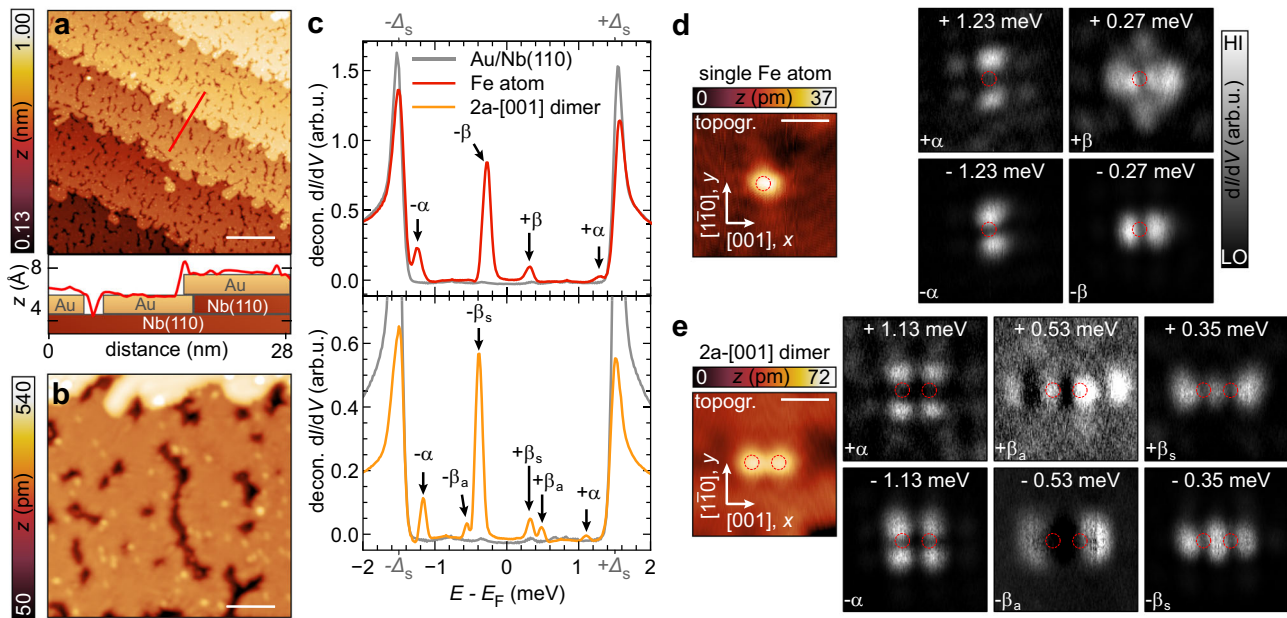 a
1.00
z (nm)
0.13
z (Å)
8
4
Au
Au
Au
Nb(110)
Nb(110)
0
28
distance (nm)
b
540
z (pm)
50
c
-Δs
+Δs
Au/Nb(110)
Fe atom
2a-[001] dimer
decon. dI/dV (arb.u.)
1.5
1.0
0.5
0.0
-α
-β
+β
+α
decon. dI/dV (arb.u.)
0.6
0.4
0.2
0.0
-α
-βa
-βs
+βs
+βa
+α
−2
-Δs
−1
0
1
+Δs
2
E - EF (meV)
d
single Fe atom
0 z (pm) 37
topogr.
[11̄0], y
[001], x
+ 1.23 meV
+α
+ 0.27 meV
+β
- 1.23 meV
-α
- 0.27 meV
-β
HI
dI/dV (arb.u.)
LO
e
2a-[001] dimer
0 z (pm) 72
topogr.
[11̄0], y
[001], x
+ 1.13 meV
+α
+ 0.53 meV
+βa
+ 0.35 meV
+βs
- 1.13 meV
-α
- 0.53 meV
-βa
- 0.35 meV
-βs